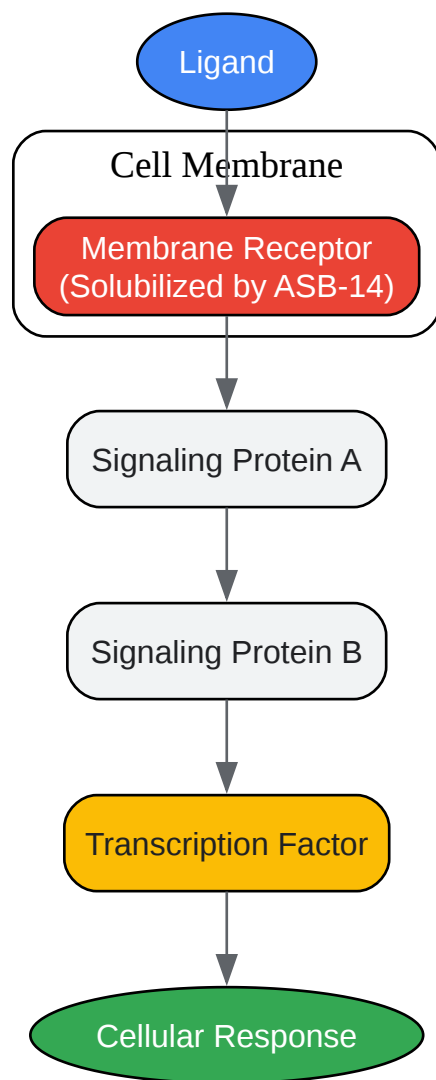 Ligand
Cell Membrane
Membrane Receptor
(Solubilized by ASB-14)
Signaling Protein A
Signaling Protein B
Transcription Factor
Cellular Response